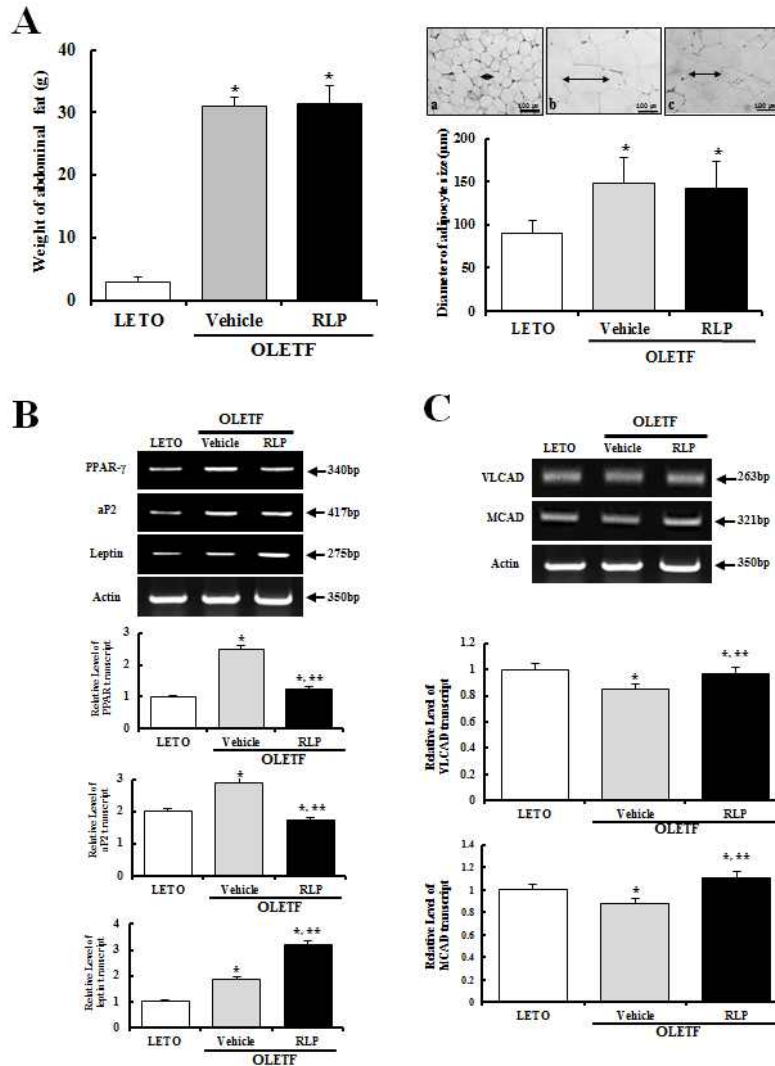 A
Weight of abdominal fat (g)
40
30
20
10
0
*
*
LETO
Vehicle
RLP
OLETF
a
100 µm
b
100 µm
c
100 µm
Diameter of adipocyte size (µm)
200
150
100
50
0
*
*
LETO
Vehicle
RLP
OLETF
B
OLETF
LETO
Vehicle
RLP
PPAR-γ
340bp
aP2
417bp
Leptin
275bp
Actin
350bp
Relative Level of
PPAR transcript
3
2
1
0
*
*, **
LETO
Vehicle
RLP
OLETF
Relative Level of
aP2 transcript
3
2
1
0
*
*, **
LETO
Vehicle
RLP
OLETF
Relative Level of
leptin transcript
4
3
2
1
0
*
*, **
LETO
Vehicle
RLP
OLETF
C
OLETF
LETO
Vehicle
RLP
VLCAD
263bp
MCAD
321bp
Actin
350bp
Relative Level of
VLCAD transcript
1.2
1
0.8
0.6
0.4
0.2
0
*
*, **
LETO
Vehicle
RLP
OLETF
Relative Level of
MCAD transcript
1.4
1.2
1
0.8
0.6
0.4
0.2
0
*
*, **
LETO
Vehicle
RLP
OLETF